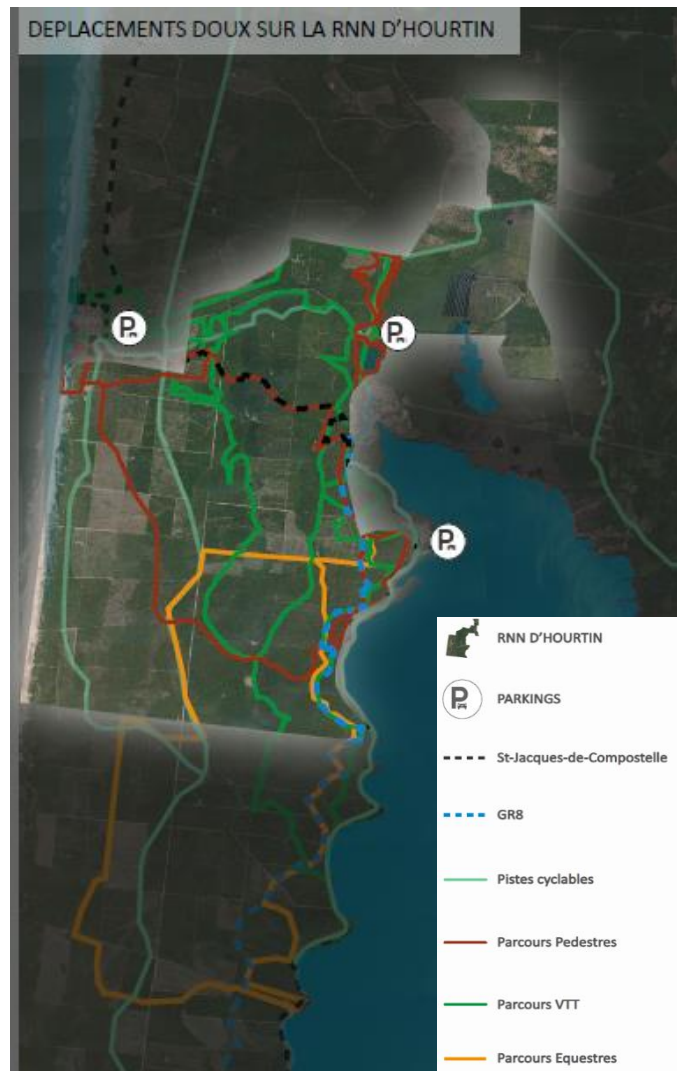 DEPLACEMENTS DOUX SUR LA RNN D'HOURTIN
P
P
P
RNN D'HOURTIN
P
PARKINGS
St-Jacques-de-Compostelle
GR8
Pistes cyclables
Parcours Pedestres
Parcours VTT
Parcours Equestres